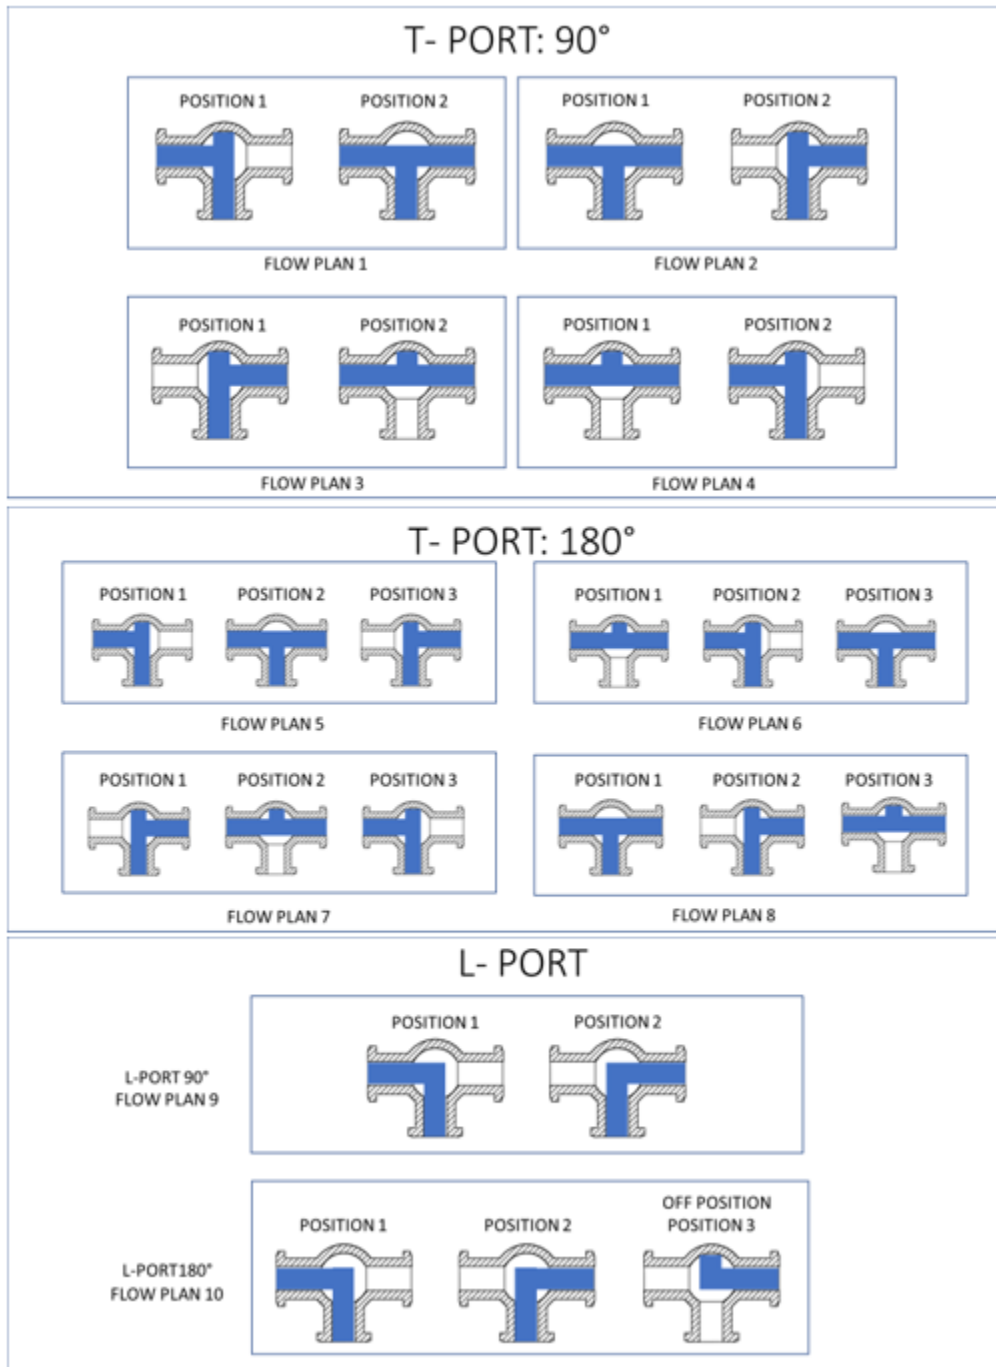 T- PORT: 90°
POSITION 1
POSITION 2
POSITION 1
POSITION 2
FLOW PLAN 1
FLOW PLAN 2
POSITION 1
POSITION 2
POSITION 1
POSITION 2
FLOW PLAN 3
FLOW PLAN 4
T- PORT: 180°
POSITION 1
POSITION 2
POSITION 3
POSITION 1
POSITION 2
POSITION 3
FLOW PLAN 5
FLOW PLAN 6
POSITION 1
POSITION 2
POSITION 3
POSITION 1
POSITION 2
POSITION 3
FLOW PLAN 7
FLOW PLAN 8
L- PORT
POSITION 1
POSITION 2
L-PORT 90°
FLOW PLAN 9
OFF POSITION
POSITION 1
POSITION 2
POSITION 3
L-PORT180°
FLOW PLAN 10